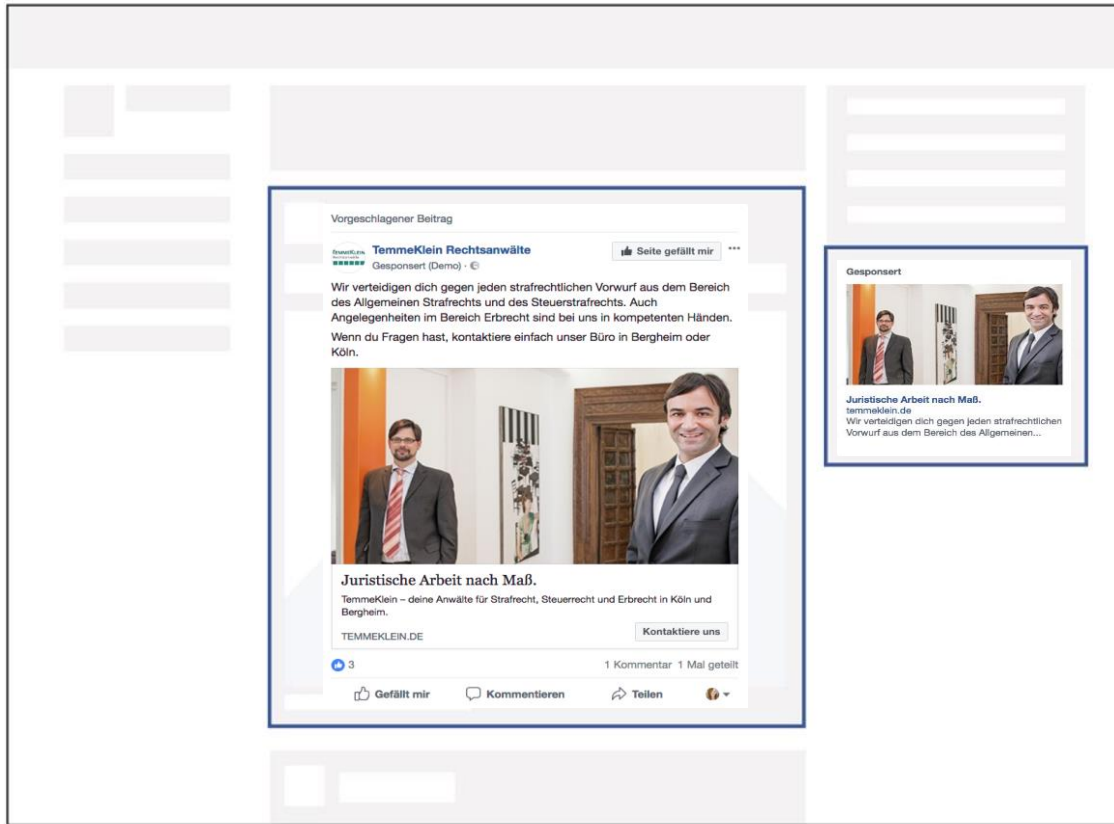 Vorgeschlagener Beitrag
TEMMEKLEIN
TemmeKlein Rechtsanwälte
Seite gefällt mir
Gesponsert (Demo) ·
Wir verteidigen dich gegen jeden strafrechtlichen Vorwurf aus dem Bereich
des Allgemeinen Strafrechts und des Steuerstrafrechts. Auch
Angelegenheiten im Bereich Erbrecht sind bei uns in kompetenten Händen.
Wenn du Fragen hast, kontaktiere einfach unser Büro in Bergheim oder
Köln.
Juristische Arbeit nach Maß.
TemmeKlein – deine Anwälte für Strafrecht, Steuerrecht und Erbrecht in Köln und
Bergheim.
TEMMEKLEIN.DE
Kontaktiere uns
3
1 Kommentar 1 Mal geteilt
Gefällt mir
Kommentieren
Teilen
Gesponsert
Juristische Arbeit nach Maß.
temmeklein.de
Wir verteidigen dich gegen jeden strafrechtlichen
Vorwurf aus dem Bereich des Allgemeinen...